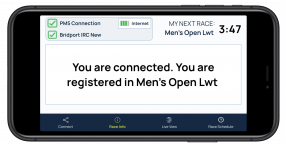 PM5 Connection
Internet
Bridport IRC New
MY NEXT RACE:
Men's Open Lwt
3:47
You are connected. You are
registered in Men's Open Lwt
Connect
Race Info
Live View
Race Schedule